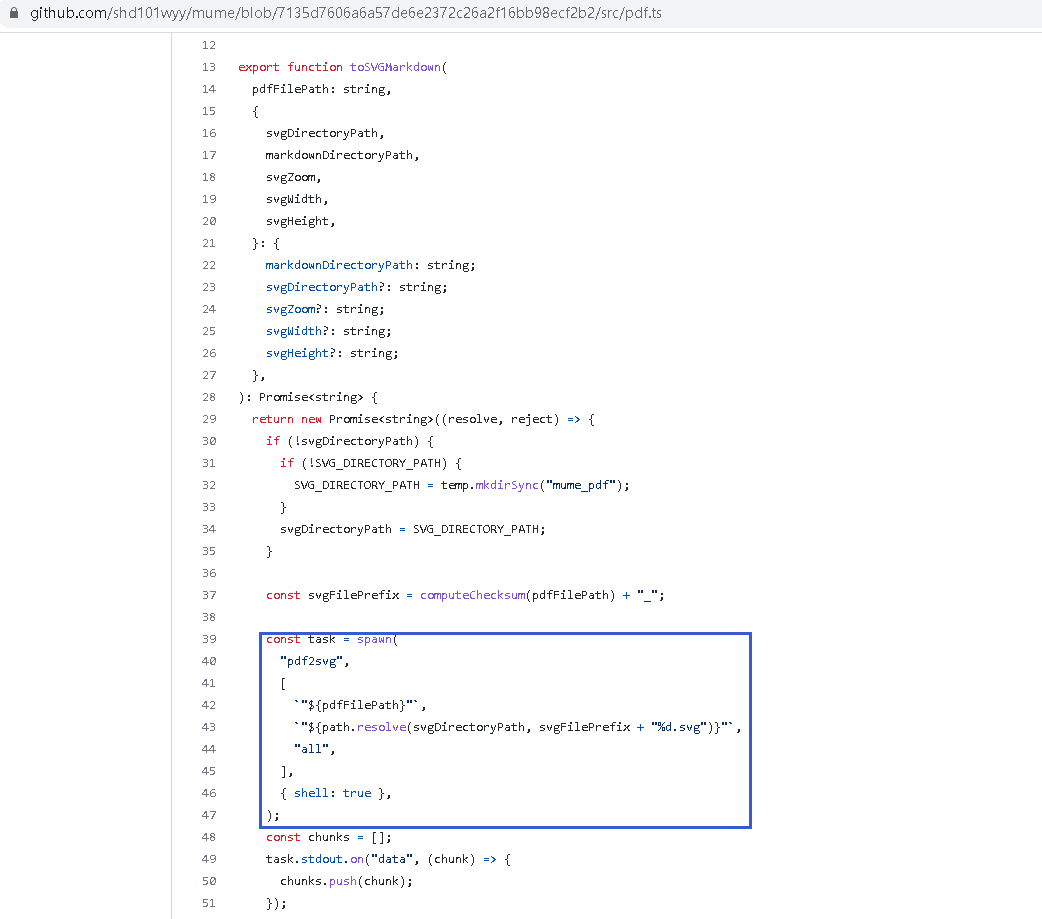 github.com/shd101wyy/mume/blob/7135d7606a6a57de6e2372c26a2f16bb98ecf2b2/src/pdf.ts
12
13 export function toSVGMarkdown(
14 pdfFilePath: string,
15 {
16 svgDirectoryPath,
17 markdownDirectoryPath,
18 svgZoom,
19 svgWidth,
20 svgHeight,
21 }: {
22 markdownDirectoryPath: string;
23 svgDirectoryPath?: string;
24 svgZoom?: string;
25 svgWidth?: string;
26 svgHeight?: string;
27 },
28 ): Promise<string> {
29 return new Promise<string>((resolve, reject) => {
30 if (!svgDirectoryPath) {
31 if (!SVG_DIRECTORY_PATH) {
32 SVG_DIRECTORY_PATH = temp.mkdirSync("mume_pdf");
33 }
34 svgDirectoryPath = SVG_DIRECTORY_PATH;
35 }
36
37 const svgFilePrefix = computeChecksum(pdfFilePath) + "_";
38
39 const task = spawn(
40 "pdf2svg",
41 [
42 `"${pdfFilePath}"`,
43 `"${path.resolve(svgDirectoryPath, svgFilePrefix + "%d.svg")}"`,
44 "all",
45 ],
46 { shell: true },
47 );
48 const chunks = [];
49 task.stdout.on("data", (chunk) => {
50 chunks.push(chunk);
51 });